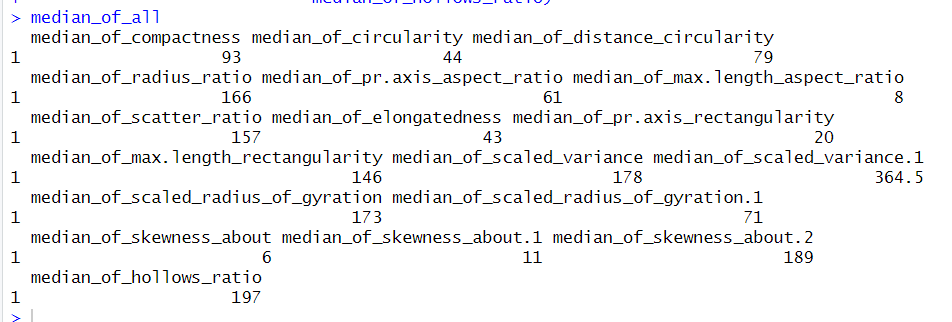 median_of_hollows_ratio)
> median_of_all
median_of_compactness median_of_circularity median_of_distance_circularity
1 93 44 79
median_of_radius_ratio median_of_pr.axis_aspect_ratio median_of_max.length_aspect_ratio
1 166 61 8
median_of_scatter_ratio median_of_elongatedness median_of_pr.axis_rectangularity
1 157 43 20
median_of_max.length_rectangularity median_of_scaled_variance median_of_scaled_variance.1
1 146 178 364.5
median_of_scaled_radius_of_gyration median_of_scaled_radius_of_gyration.1
1 173 71
median_of_skewness_about median_of_skewness_about.1 median_of_skewness_about.2
1 6 11 189
median_of_hollows_ratio
1 197
>